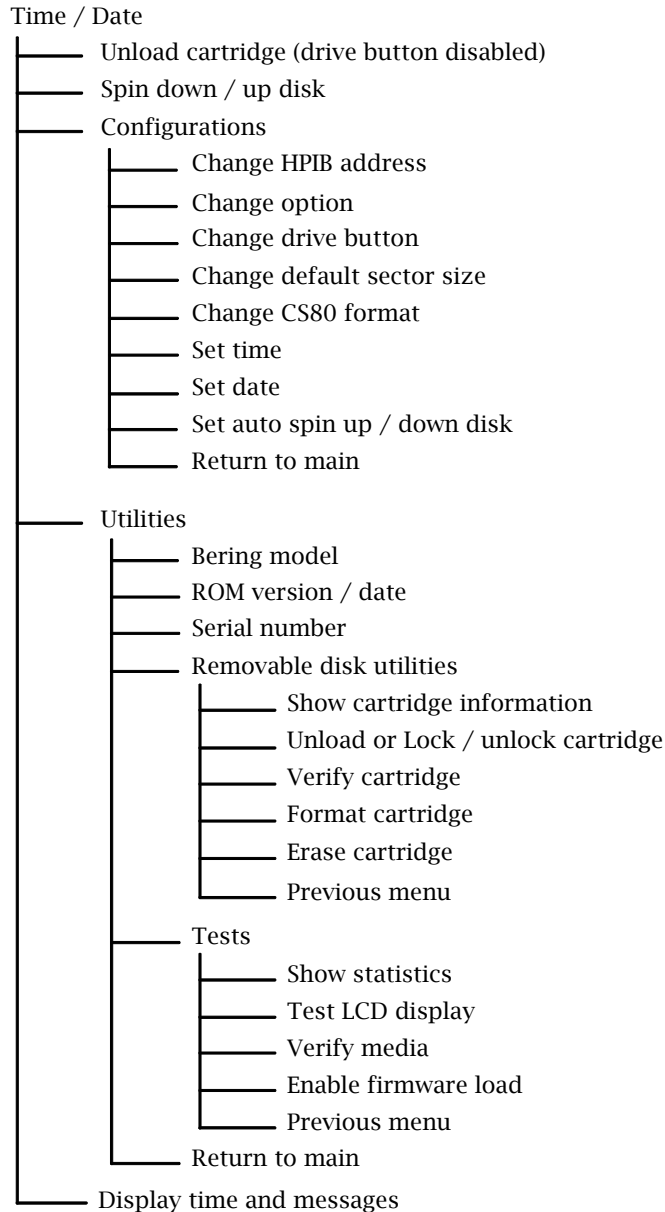 Time / Date
Unload cartridge (drive button disabled)
Spin down / up disk
Configurations
Change HPIB address
Change option
Change drive button
Change default sector size
Change CS80 format
Set time
Set date
Set auto spin up / down disk
Return to main
Utilities
Bering model
ROM version / date
Serial number
Removable disk utilities
Show cartridge information
Unload or Lock / unlock cartridge
Verify cartridge
Format cartridge
Erase cartridge
Previous menu
Tests
Show statistics
Test LCD display
Verify media
Enable firmware load
Previous menu
Return to main
Display time and messages